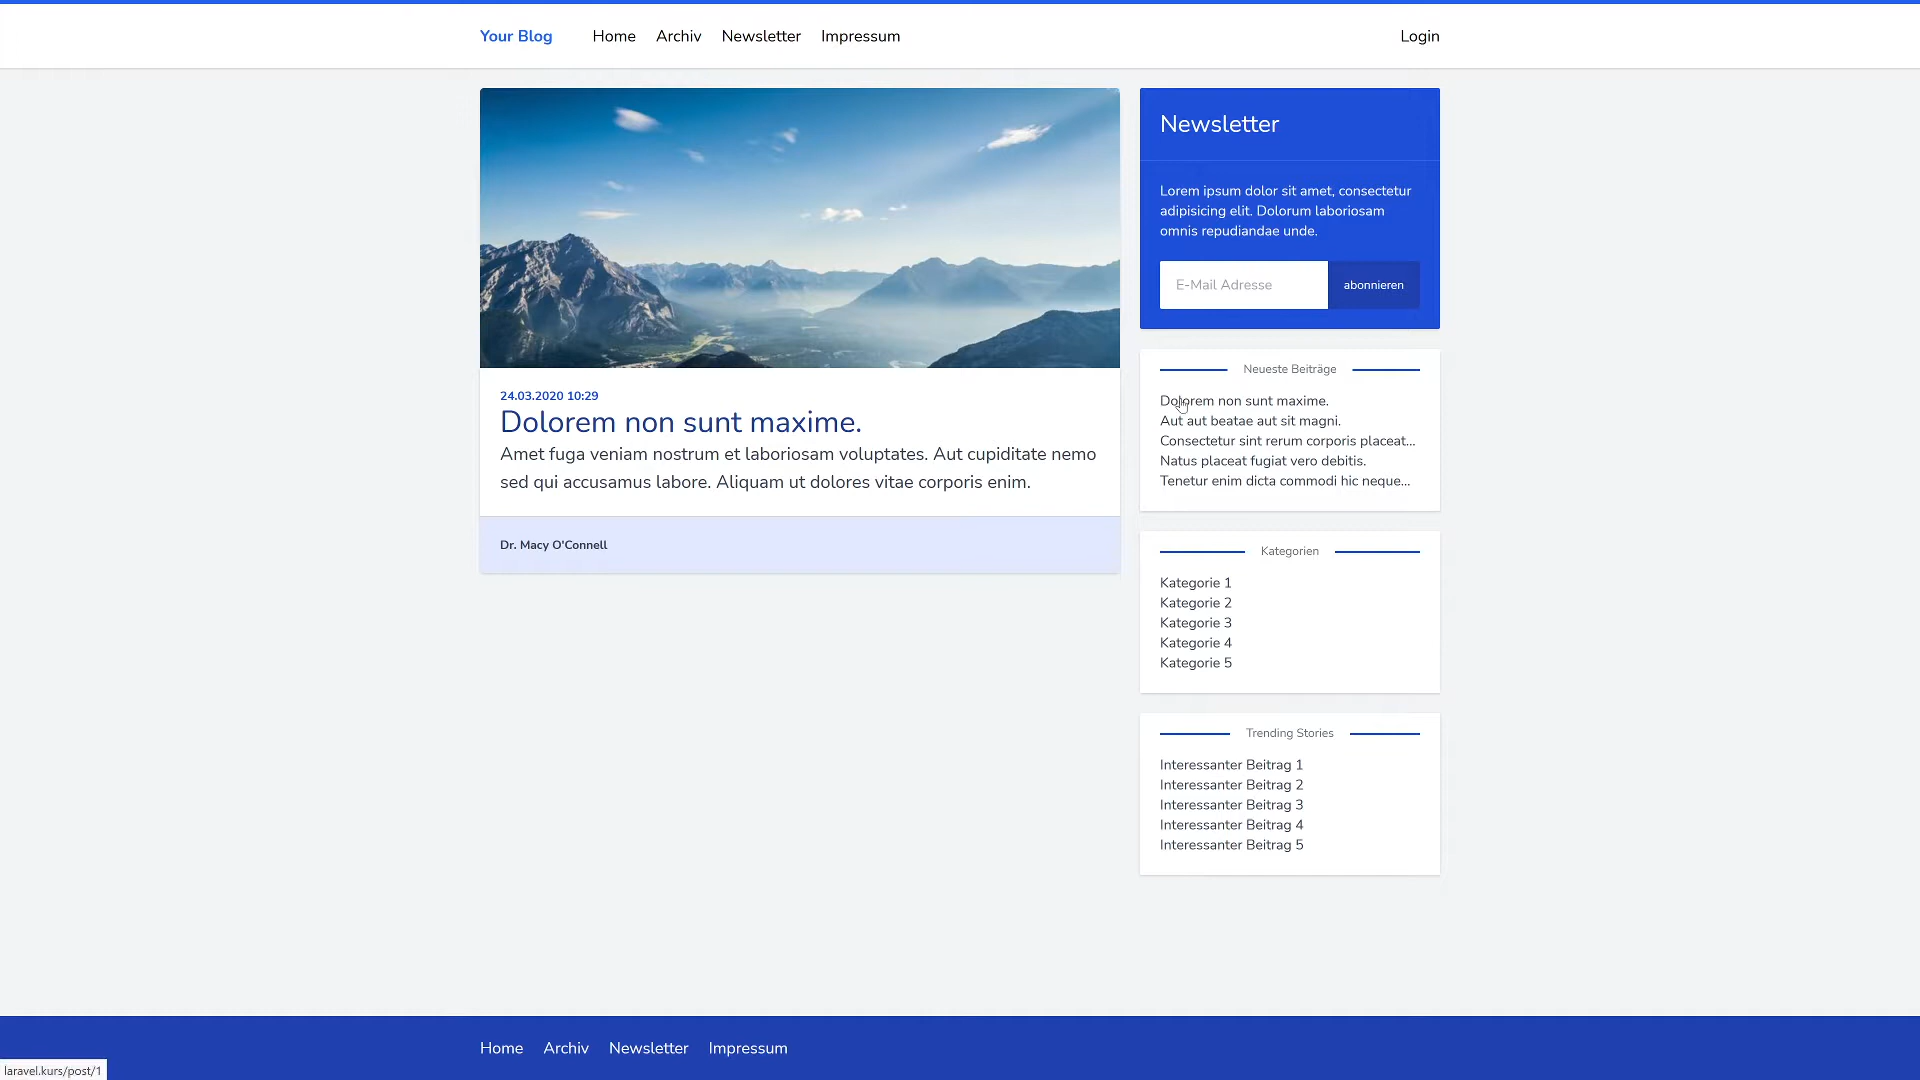 Your Blog Home Archiv Newsletter Impressum Login
24.03.2020 10:29
Dolorem non sunt maxime.
Amet fuga veniam nostrum et laboriosam voluptates. Aut cupiditate nemo
sed qui accusamus labore. Aliquam ut dolores vitae corporis enim.
Dr. Macy O'Connell
Newsletter
Lorem ipsum dolor sit amet, consectetur
adipisicing elit. Dolorum laboriosam
omnis repudiandae unde.
E-Mail Adresse abonnieren
Neueste Beiträge
Dolorem non sunt maxime.
Aut aut beatae aut sit magni.
Consectetur sint rerum corporis placeat...
Natus placeat fugiat vero debitis.
Tenetur enim dicta commodi hic neque...
Kategorien
Kategorie 1
Kategorie 2
Kategorie 3
Kategorie 4
Kategorie 5
Trending Stories
Interessanter Beitrag 1
Interessanter Beitrag 2
Interessanter Beitrag 3
Interessanter Beitrag 4
Interessanter Beitrag 5
Home Archiv Newsletter Impressum
laravel.kurs/post/1